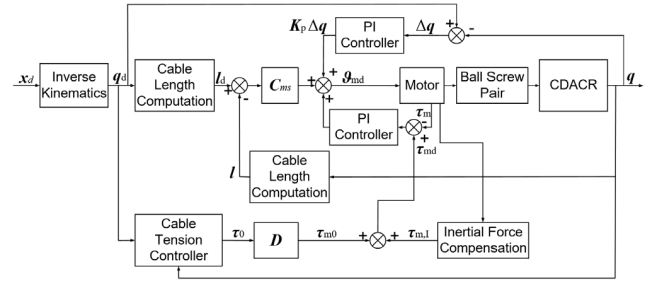 K_p Δq
PI Controller
Δq
+
-
x_d
Inverse Kinematics
q_d
Cable Length Computation
l_d
+
-
C_ms
+
+
+
ϑ_md
Motor
Ball Screw Pair
CDACR
q
PI Controller
τ_m
-
+
τ_md
l
Cable Length Computation
Cable Tension Controller
τ_0
D
τ_m0
+
+
τ_m,I
Inertial Force Compensation